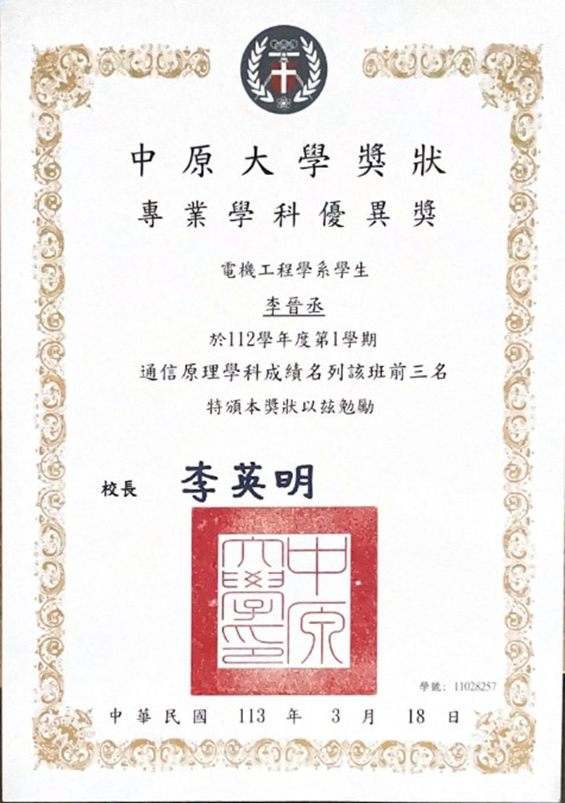 中原大學獎狀
專業學科優異獎
電機工程學系學生
李晉丞
於112學年度第1學期
通信原理學科成績名列該班前三名
特頒本獎狀以玆勉勵
校長 李英明
中原
大學印
學號: 11028257
中華民國 113 年 3 月 18 日